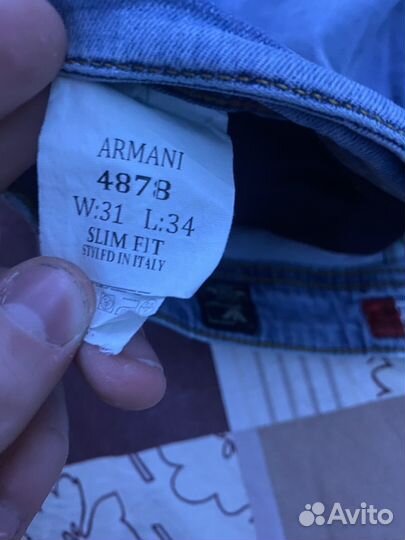 ARMANI
4878
W:31 L:34
SLIM FIT
STYLED IN ITALY
Avito